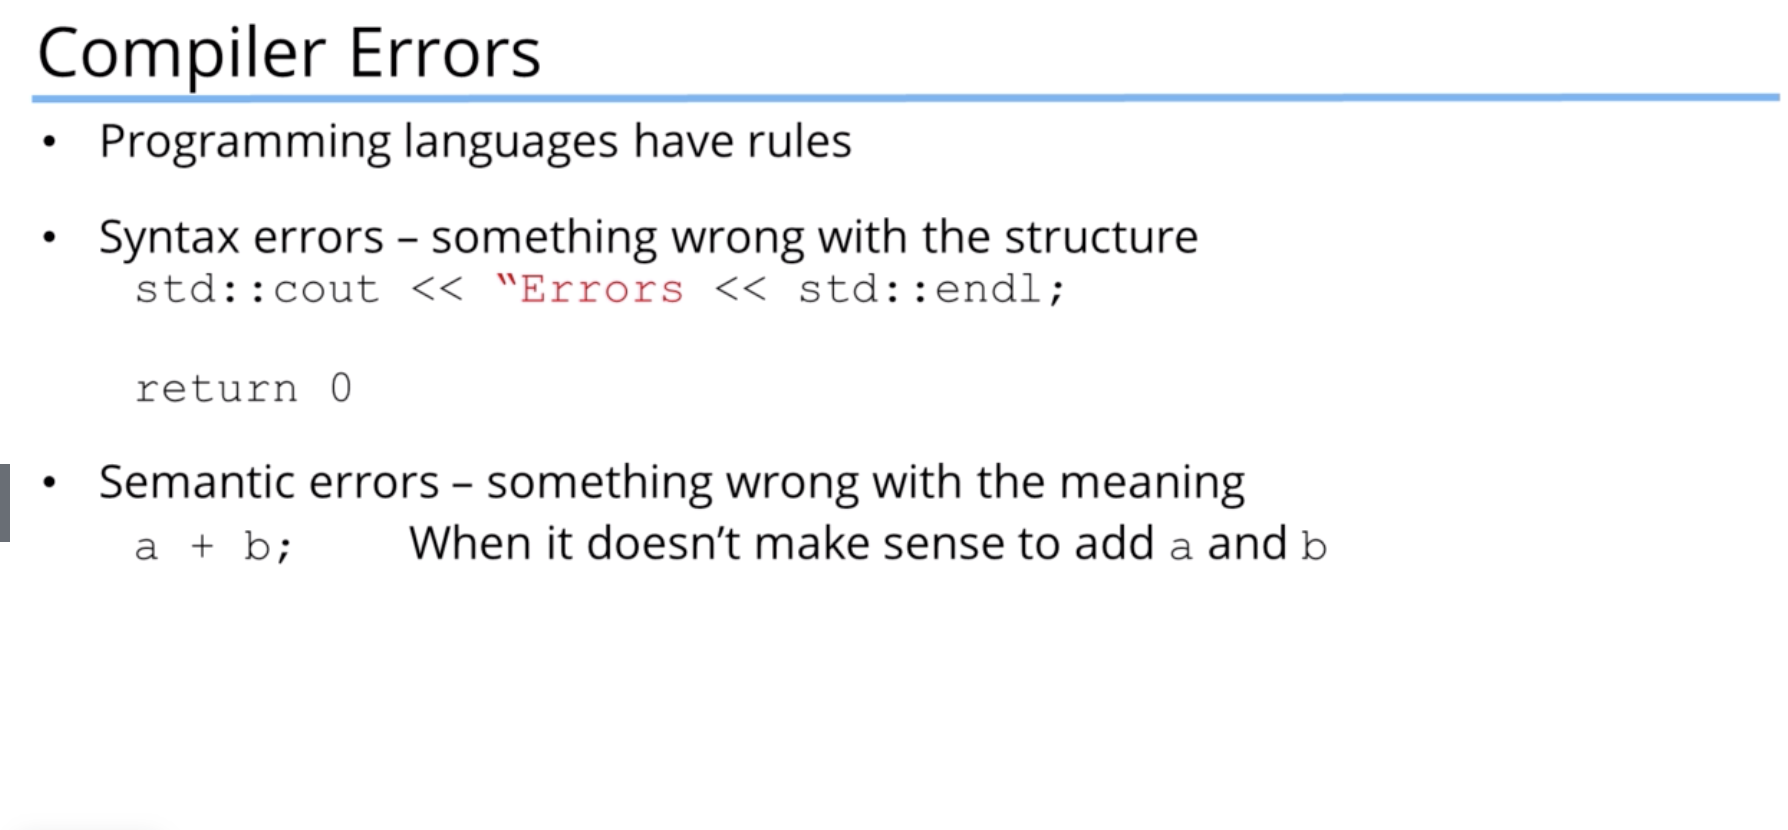 Compiler Errors
• Programming languages have rules
• Syntax errors – something wrong with the structure
std::cout << “Errors << std::endl;
return 0
• Semantic errors – something wrong with the meaning
a + b; When it doesn’t make sense to add a and b